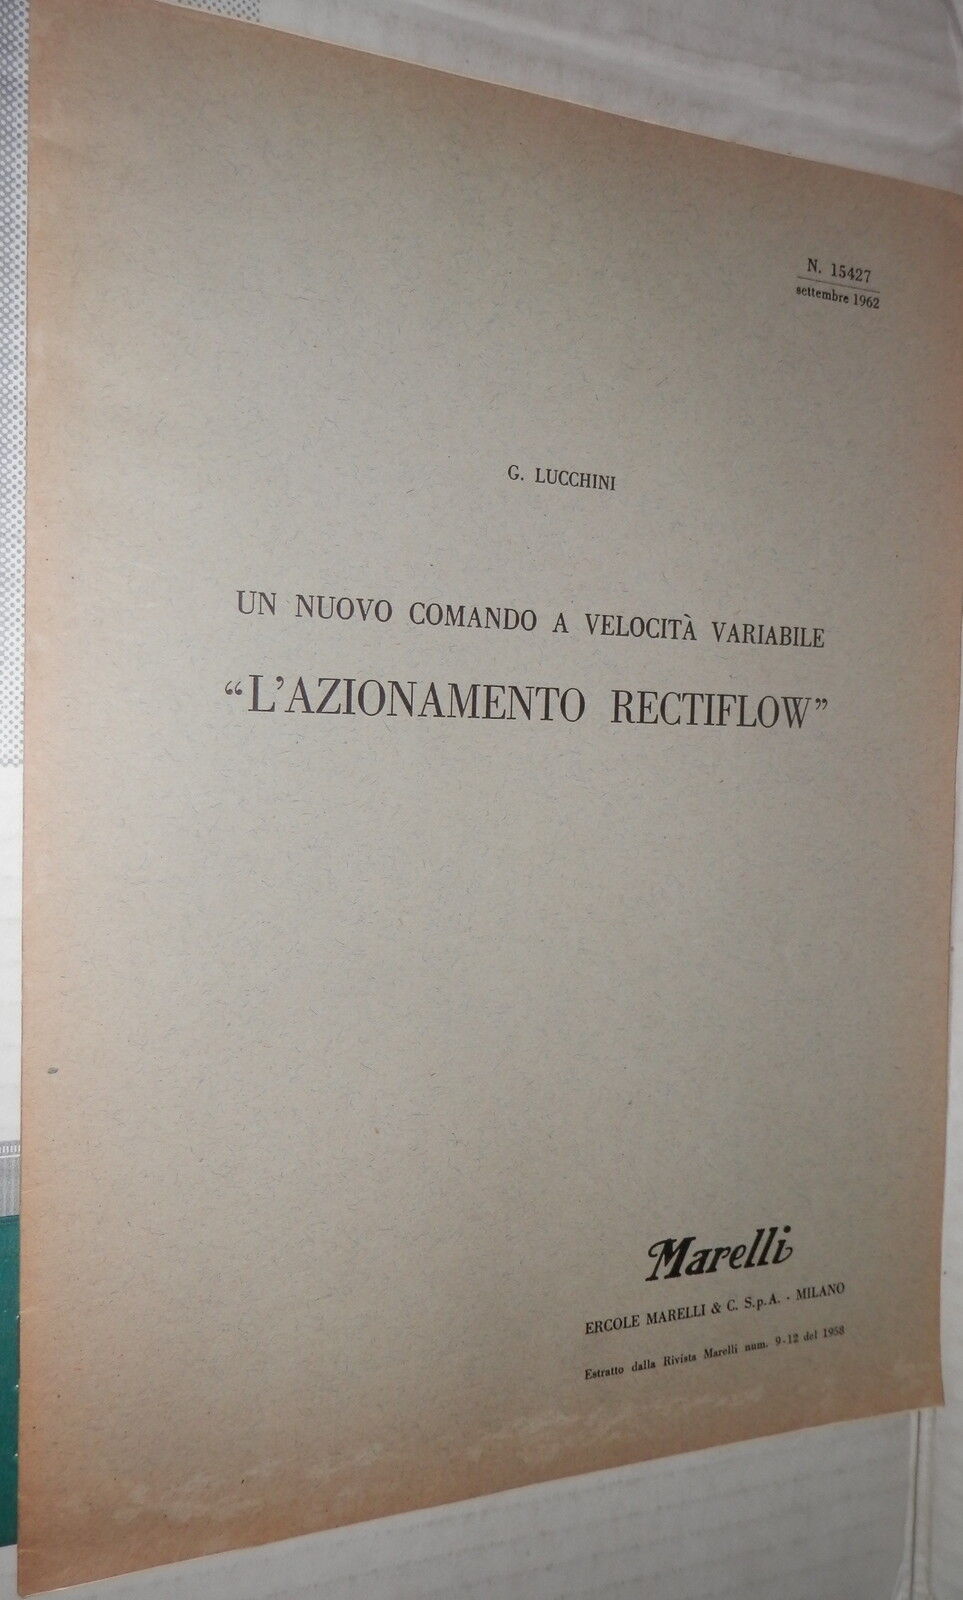 N. 15427
settembre 1962
G. LUCCHINI
UN NUOVO COMANDO A VELOCITÀ VARIABILE
“L’AZIONAMENTO RECTIFLOW”
Marelli
ERCOLE MARELLI & C. S.p.A. - MILANO
Estratto dalla Rivista Marelli num. 9-12 del 1958